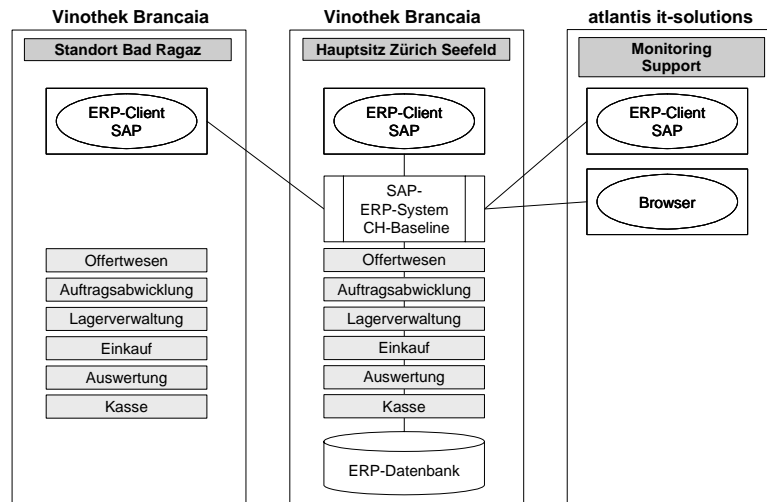 Vinothek Brancaia
Standort Bad Ragaz
ERP-Client
SAP
Offertwesen
Auftragsabwicklung
Lagerverwaltung
Einkauf
Auswertung
Kasse
Vinothek Brancaia
Hauptsitz Zürich Seefeld
ERP-Client
SAP
SAP-
ERP-System
CH-Baseline
Offertwesen
Auftragsabwicklung
Lagerverwaltung
Einkauf
Auswertung
Kasse
ERP-Datenbank
atlantis it-solutions
Monitoring
Support
ERP-Client
SAP
Browser